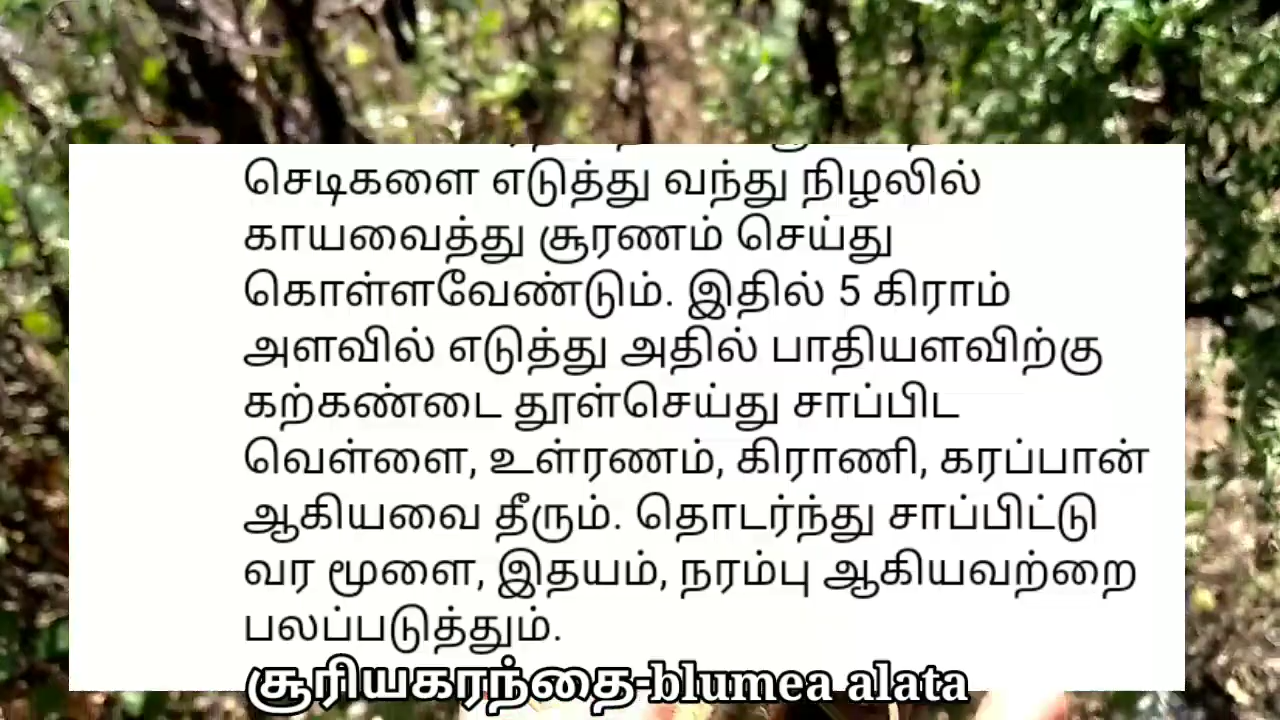 செடிகளை எடுத்து வந்து நிழலில்
காயவைத்து சூரணம் செய்து
கொள்ளவேண்டும். இதில் 5 கிராம்
அளவில் எடுத்து அதில் பாதியளவிற்கு
கற்கண்டை தூள்செய்து சாப்பிட
வெள்ளை, உள்ரணம், கிராணி, கரப்பான்
ஆகியவை தீரும். தொடர்ந்து சாப்பிட்டு
வர மூளை, இதயம், நரம்பு ஆகியவற்றை
பலப்படுத்தும்.
சூரியகரந்தை-blumea alata